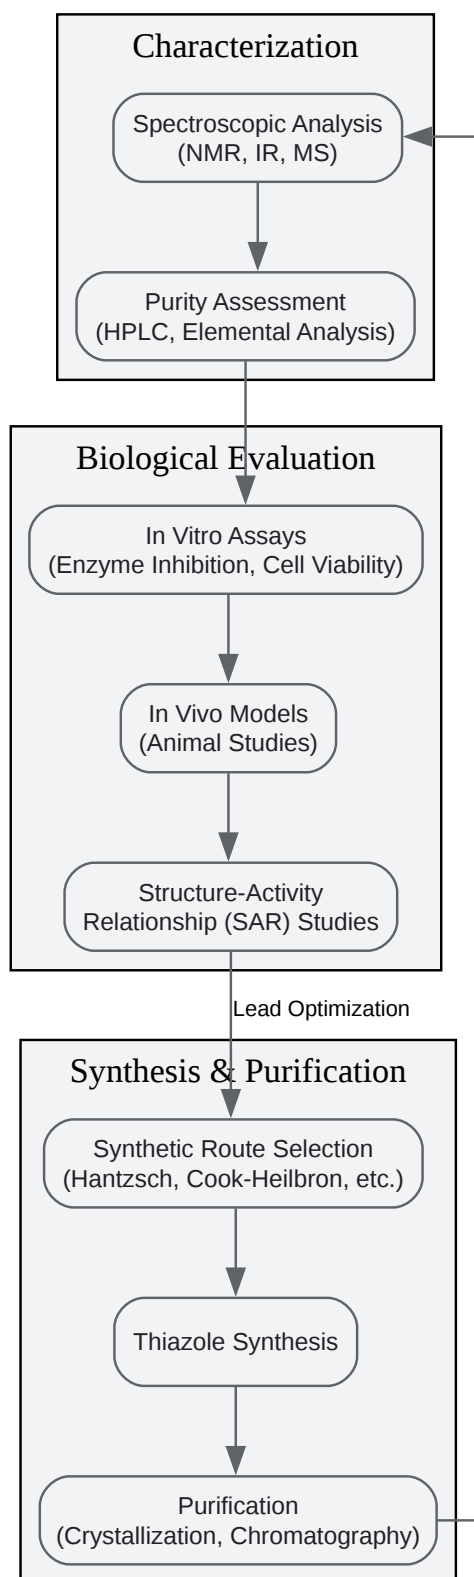 Characterization
Spectroscopic Analysis
(NMR, IR, MS)
Purity Assessment
(HPLC, Elemental Analysis)
Biological Evaluation
In Vitro Assays
(Enzyme Inhibition, Cell Viability)
In Vivo Models
(Animal Studies)
Structure-Activity
Relationship (SAR) Studies
Lead Optimization
Synthesis & Purification
Synthetic Route Selection
(Hantzsch, Cook-Heilbron, etc.)
Thiazole Synthesis
Purification
(Crystallization, Chromatography)